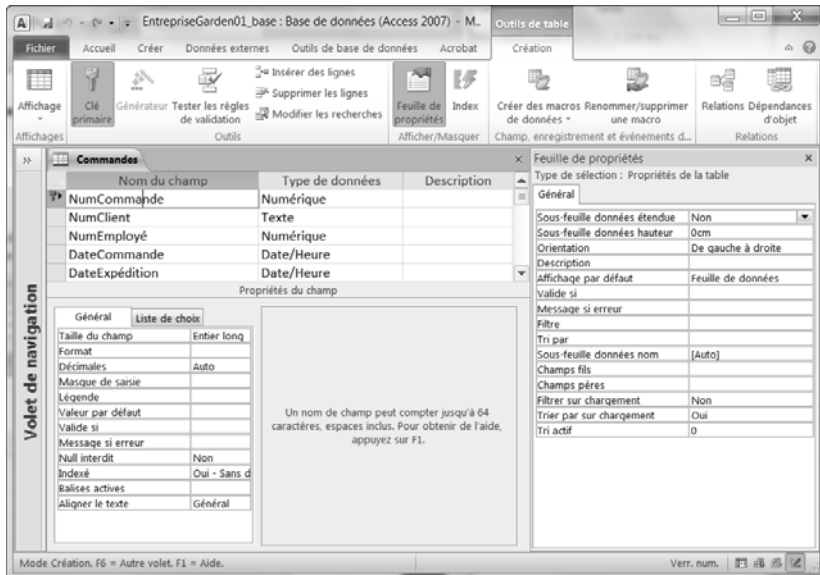 EntrepriseGarden01_base : Base de données (Access 2007) - M..
Outils de table
Fichier Accueil Créer Données externes Outils de base de données Acrobat Création
Affichage
Clé primaire
Générateur
Tester les règles de validation
Insérer des lignes
Supprimer les lignes
Modifier les recherches
Feuille de propriétés
Index
Créer des macros de données
Renommer/supprimer une macro
Relations
Dépendances d'objet
Affichages Outils Afficher/Masquer Champ, enregistrement et événements d... Relations
Volet de navigation
Commandes
Nom du champ Type de données Description
NumCommande Numérique
NumClient Texte
NumEmployé Numérique
DateCommande Date/Heure
DateExpédition Date/Heure
Propriétés du champ
Général Liste de choix
Taille du champ Entier long
Format
Décimales Auto
Masque de saisie
Légende
Valeur par défaut
Valide si
Message si erreur
Null interdit Non
Indexé Oui - Sans d
Balises actives
Aligner le texte Général
Un nom de champ peut compter jusqu'à 64
caractères, espaces inclus. Pour obtenir de l'aide,
appuyez sur F1.
Feuille de propriétés
Type de sélection : Propriétés de la table
Général
Sous-feuille données étendue Non
Sous-feuille données hauteur 0cm
Orientation De gauche à droite
Description
Affichage par défaut Feuille de données
Valide si
Message si erreur
Filtre
Tri par
Sous-feuille données nom [Auto]
Champs fils
Champs pères
Filtrer sur chargement Non
Trier par sur chargement Oui
Tri actif 0
Mode Création. F6 = Autre volet. F1 = Aide.
Verr. num.